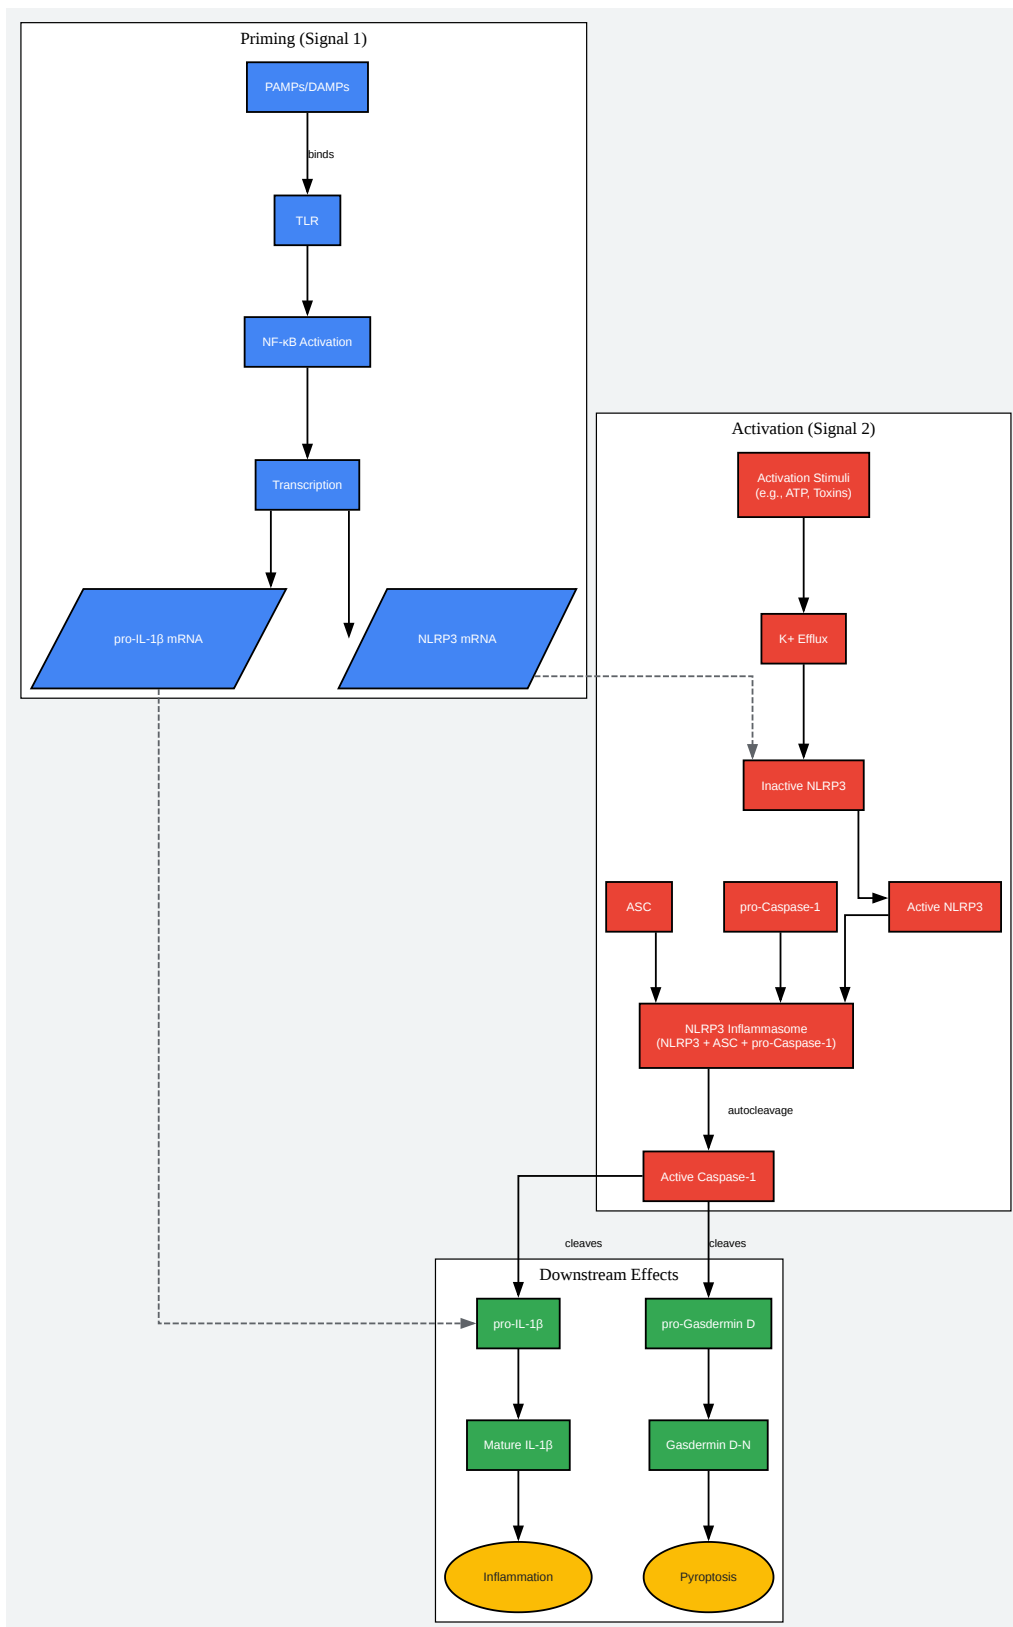 Priming (Signal 1)
PAMPs/DAMPs
binds
TLR
NF-κB Activation
Transcription
pro-IL-1β mRNA
NLRP3 mRNA
Activation (Signal 2)
Activation Stimuli
(e.g., ATP, Toxins)
K+ Efflux
Inactive NLRP3
ASC
pro-Caspase-1
Active NLRP3
NLRP3 Inflammasome
(NLRP3 + ASC + pro-Caspase-1)
autocleavage
Active Caspase-1
cleaves
cleaves
Downstream Effects
pro-IL-1β
pro-Gasdermin D
Mature IL-1β
Gasdermin D-N
Inflammation
Pyroptosis